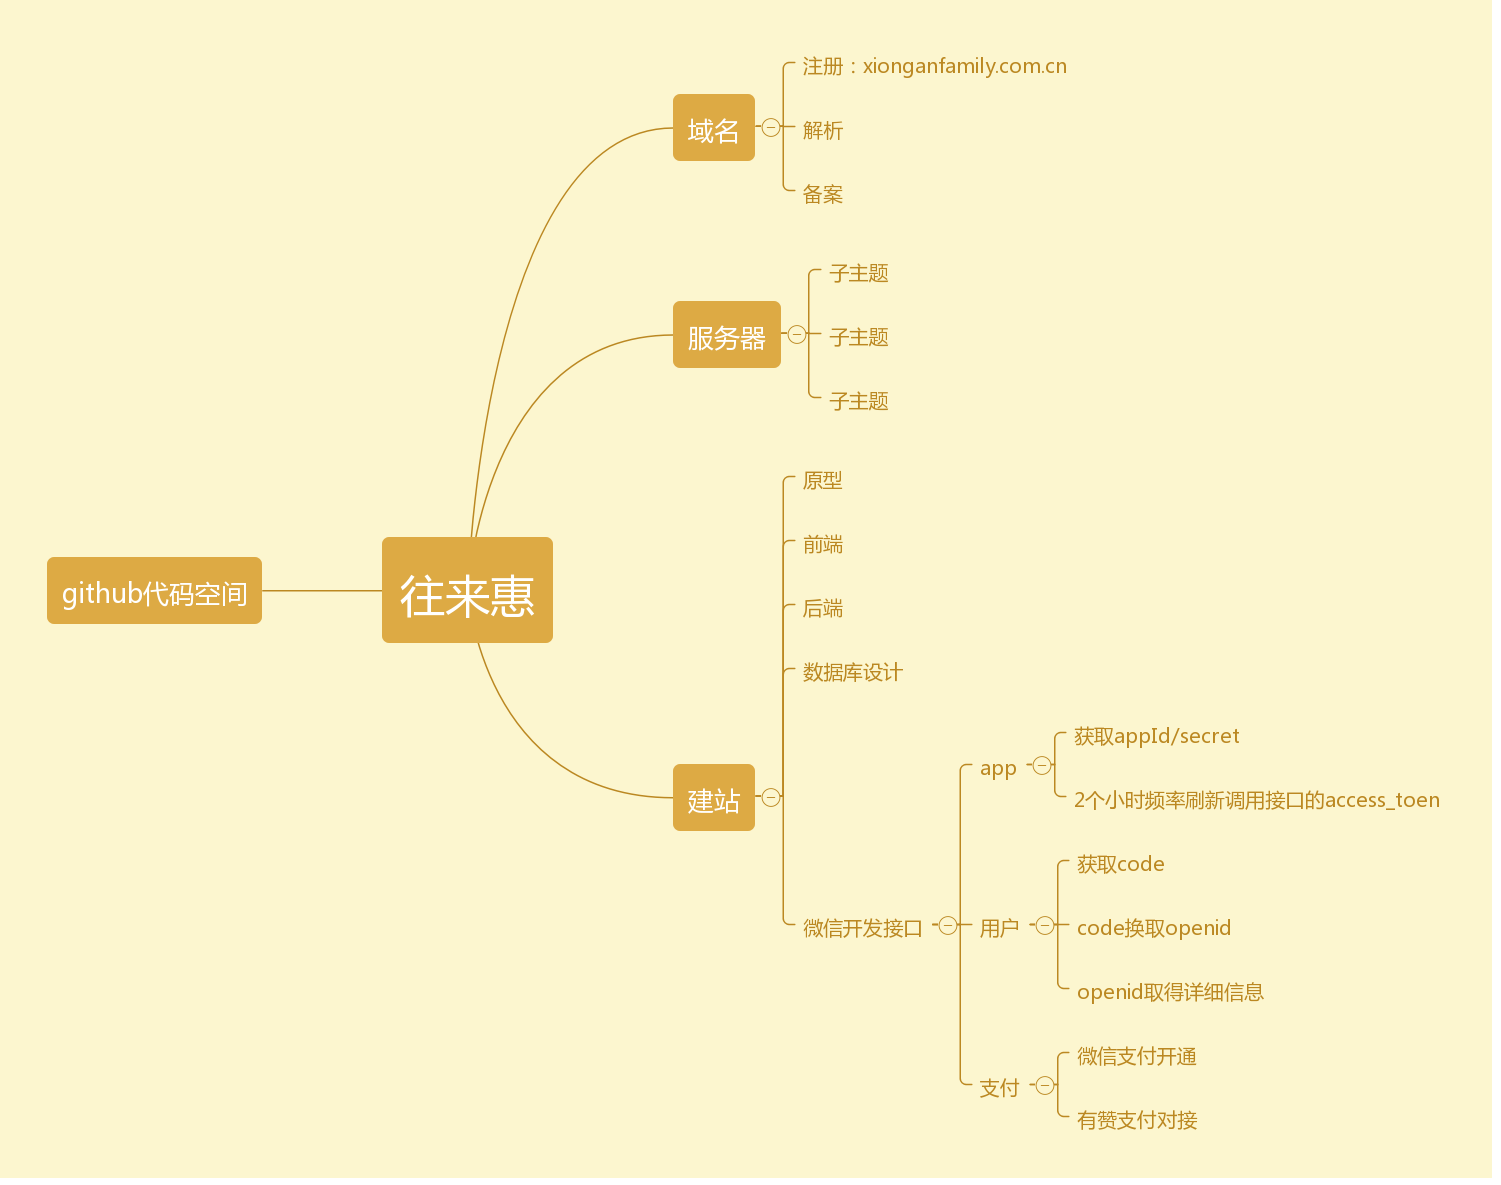 注册：xionganfamily.com.cn
域名
解析
备案
子主题
服务器
子主题
子主题
原型
前端
github代码空间
往来惠
后端
数据库设计
获取appId/secret
app
2个小时频率刷新调用接口的access_toen
建站
获取code
微信开发接口
用户
code换取openid
openid取得详细信息
微信支付开通
支付
有赞支付对接